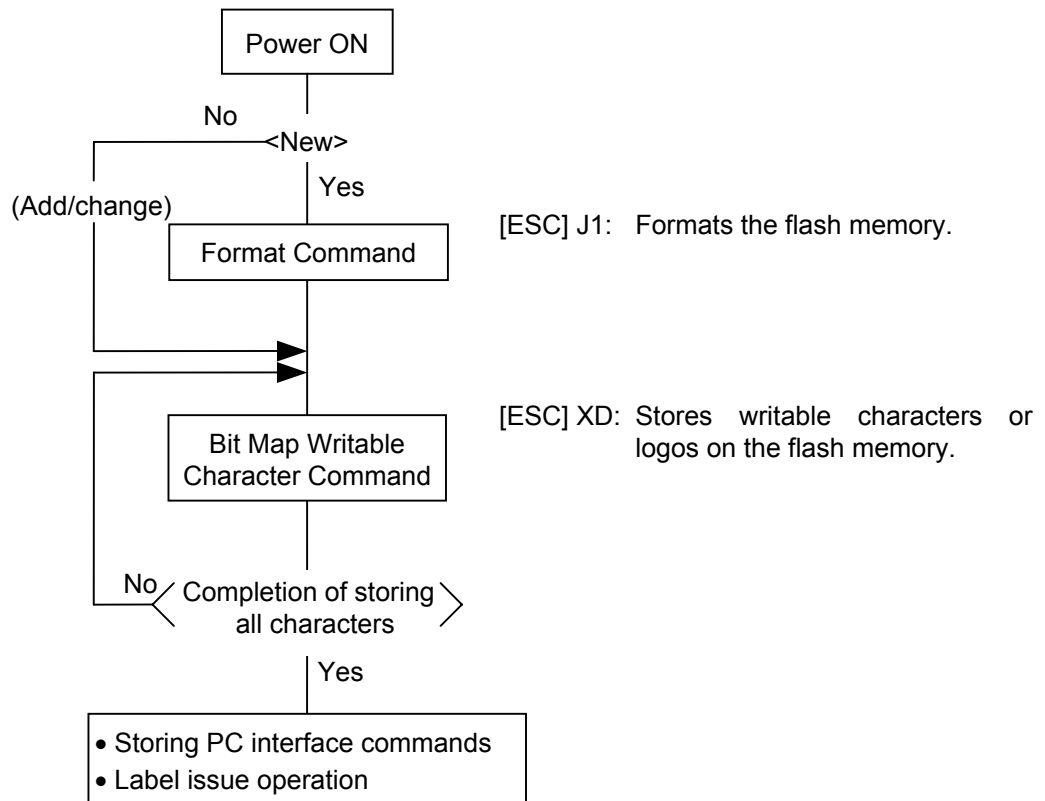 Power ON
No
<New>
Yes
(Add/change)
[ESC] J1: Formats the flash memory.
Format Command
[ESC] XD: Stores writable characters or
logos on the flash memory.
Bit Map Writable
Character Command
No
Completion of storing
all characters
Yes
• Storing PC interface commands
• Label issue operation